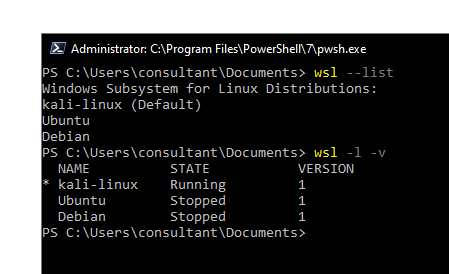 Administrator: C:\Program Files\PowerShell\7\pwsh.exe
PS C:\Users\consultant\Documents> wsl --list
Windows Subsystem for Linux Distributions:
kali-linux (Default)
Ubuntu
Debian
PS C:\Users\consultant\Documents> wsl -l -v
  NAME          STATE           VERSION
* kali-linux    Running         1
  Ubuntu        Stopped         1
  Debian        Stopped         1
PS C:\Users\consultant\Documents>